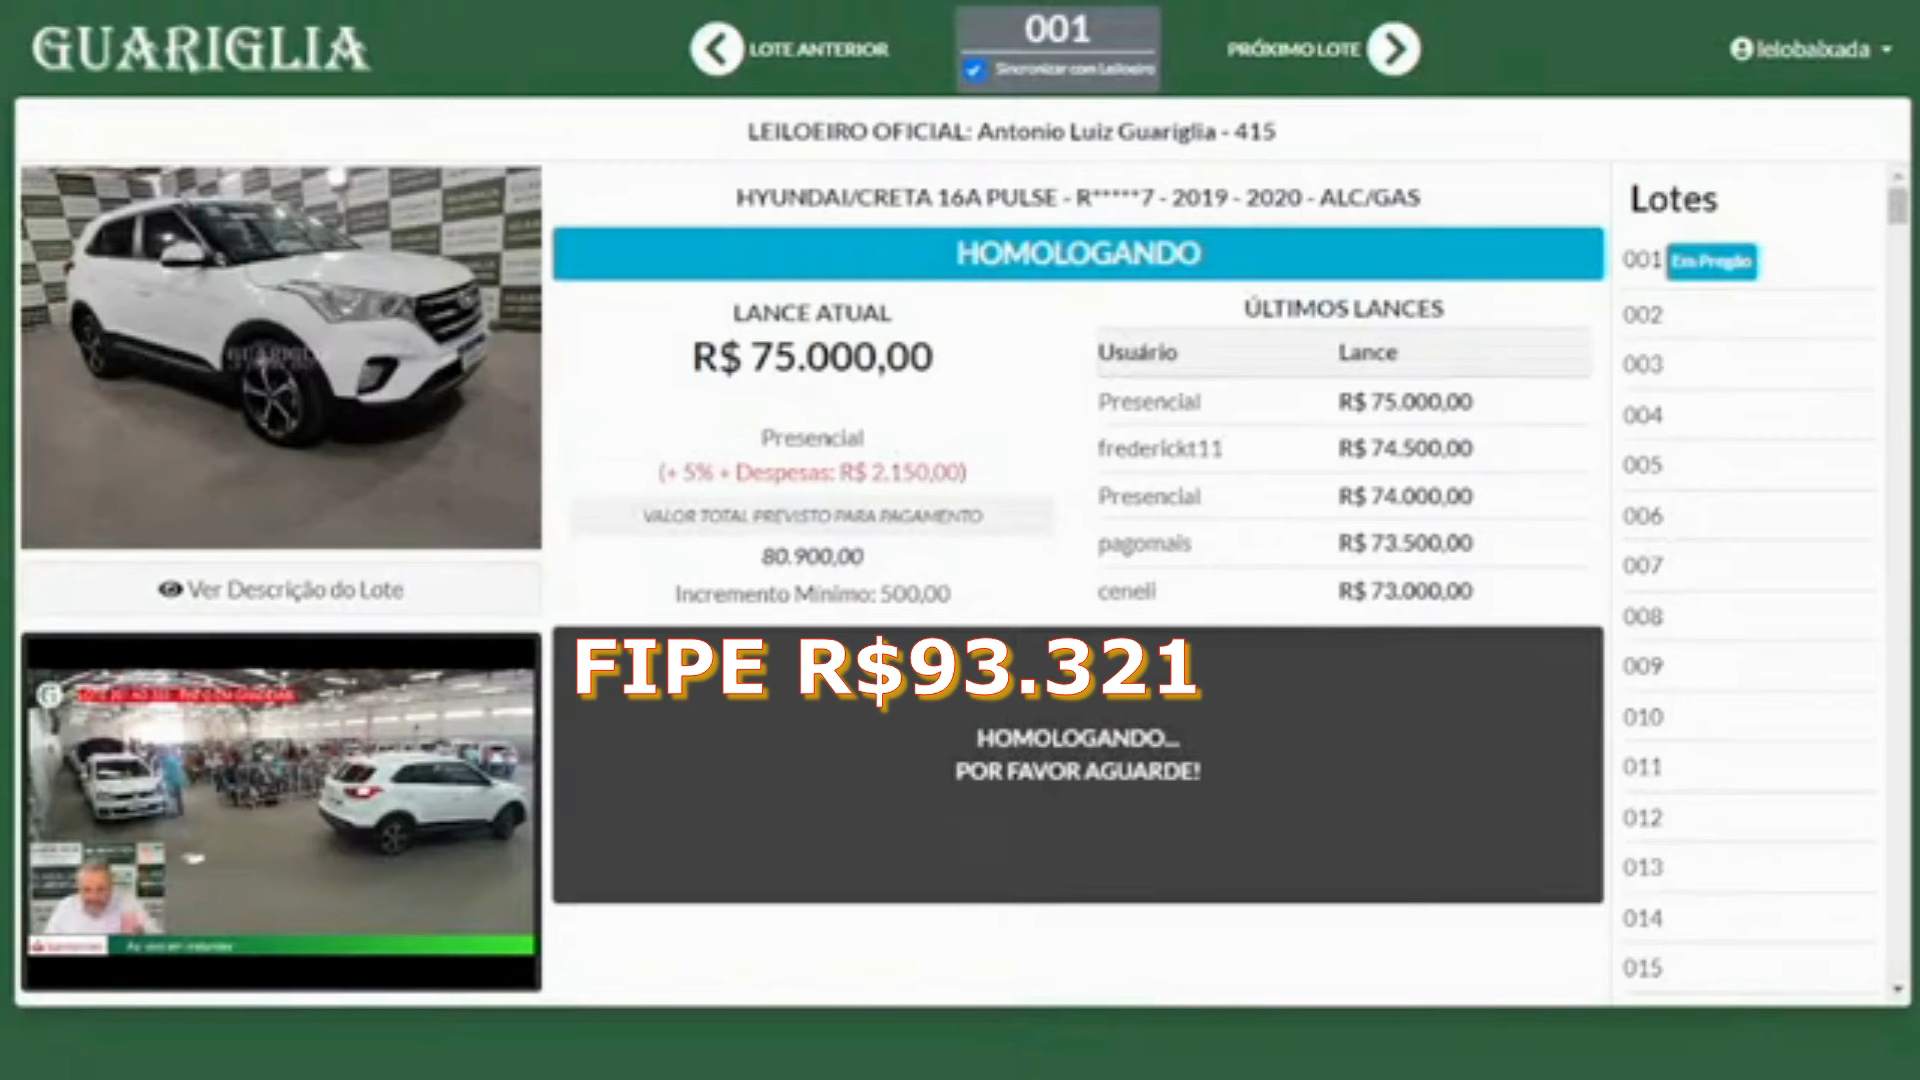 GUARIGLIA
LOTE ANTERIOR
001
Sincronizar com Leiloeiro
PRÓXIMO LOTE
leiobaixada
LEILOEIRO OFICIAL: Antonio Luiz Guariglia - 415
HYUNDAI/CRETA 16A PULSE - R*****7 - 2019 - 2020 - ALC/GAS
HOMOLOGANDO
LANCE ATUAL
R$ 75.000,00
Presencial
(+ 5% + Despesas: R$ 2.150,00)
VALOR TOTAL PREVISTO PARA PAGAMENTO
80.900,00
Incremento Mínimo: 500,00
ÚLTIMOS LANCES
Usuário Lance
Presencial R$ 75.000,00
frederickt11 R$ 74.500,00
Presencial R$ 74.000,00
pagomais R$ 73.500,00
ceneli R$ 73.000,00
Ver Descrição do Lote
FIPE R$93.321
HOMOLOGANDO...
POR FAVOR AGUARDE!
Lotes
001 Em Pregão
002
003
004
005
006
007
008
009
010
011
012
013
014
015